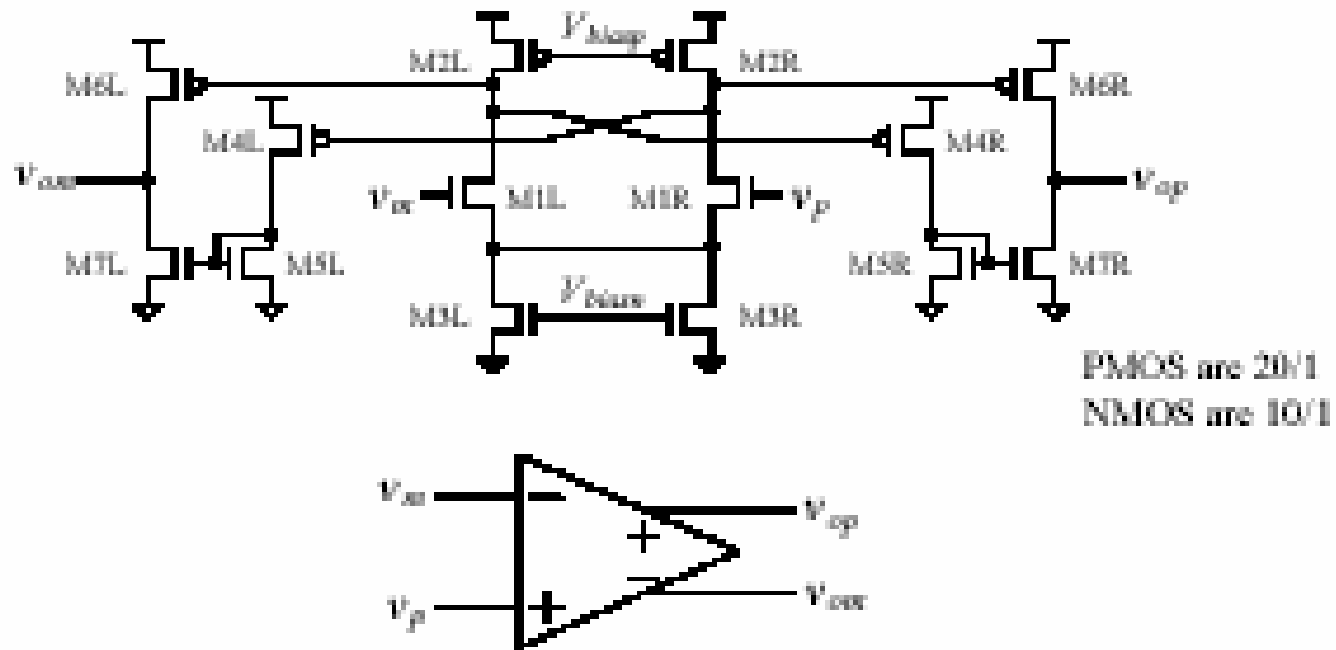 V_biasp
M2L
M2R
M6L
M6R
M4L
M4R
v_om
v_m
M1L
M1R
v_p
v_op
M7L
M5L
V_biasn
M5R
M7R
M3L
M3R
PMOS are 20/1
NMOS are 10/1
v_m
−
v_op
+
−
v_p
+
v_om